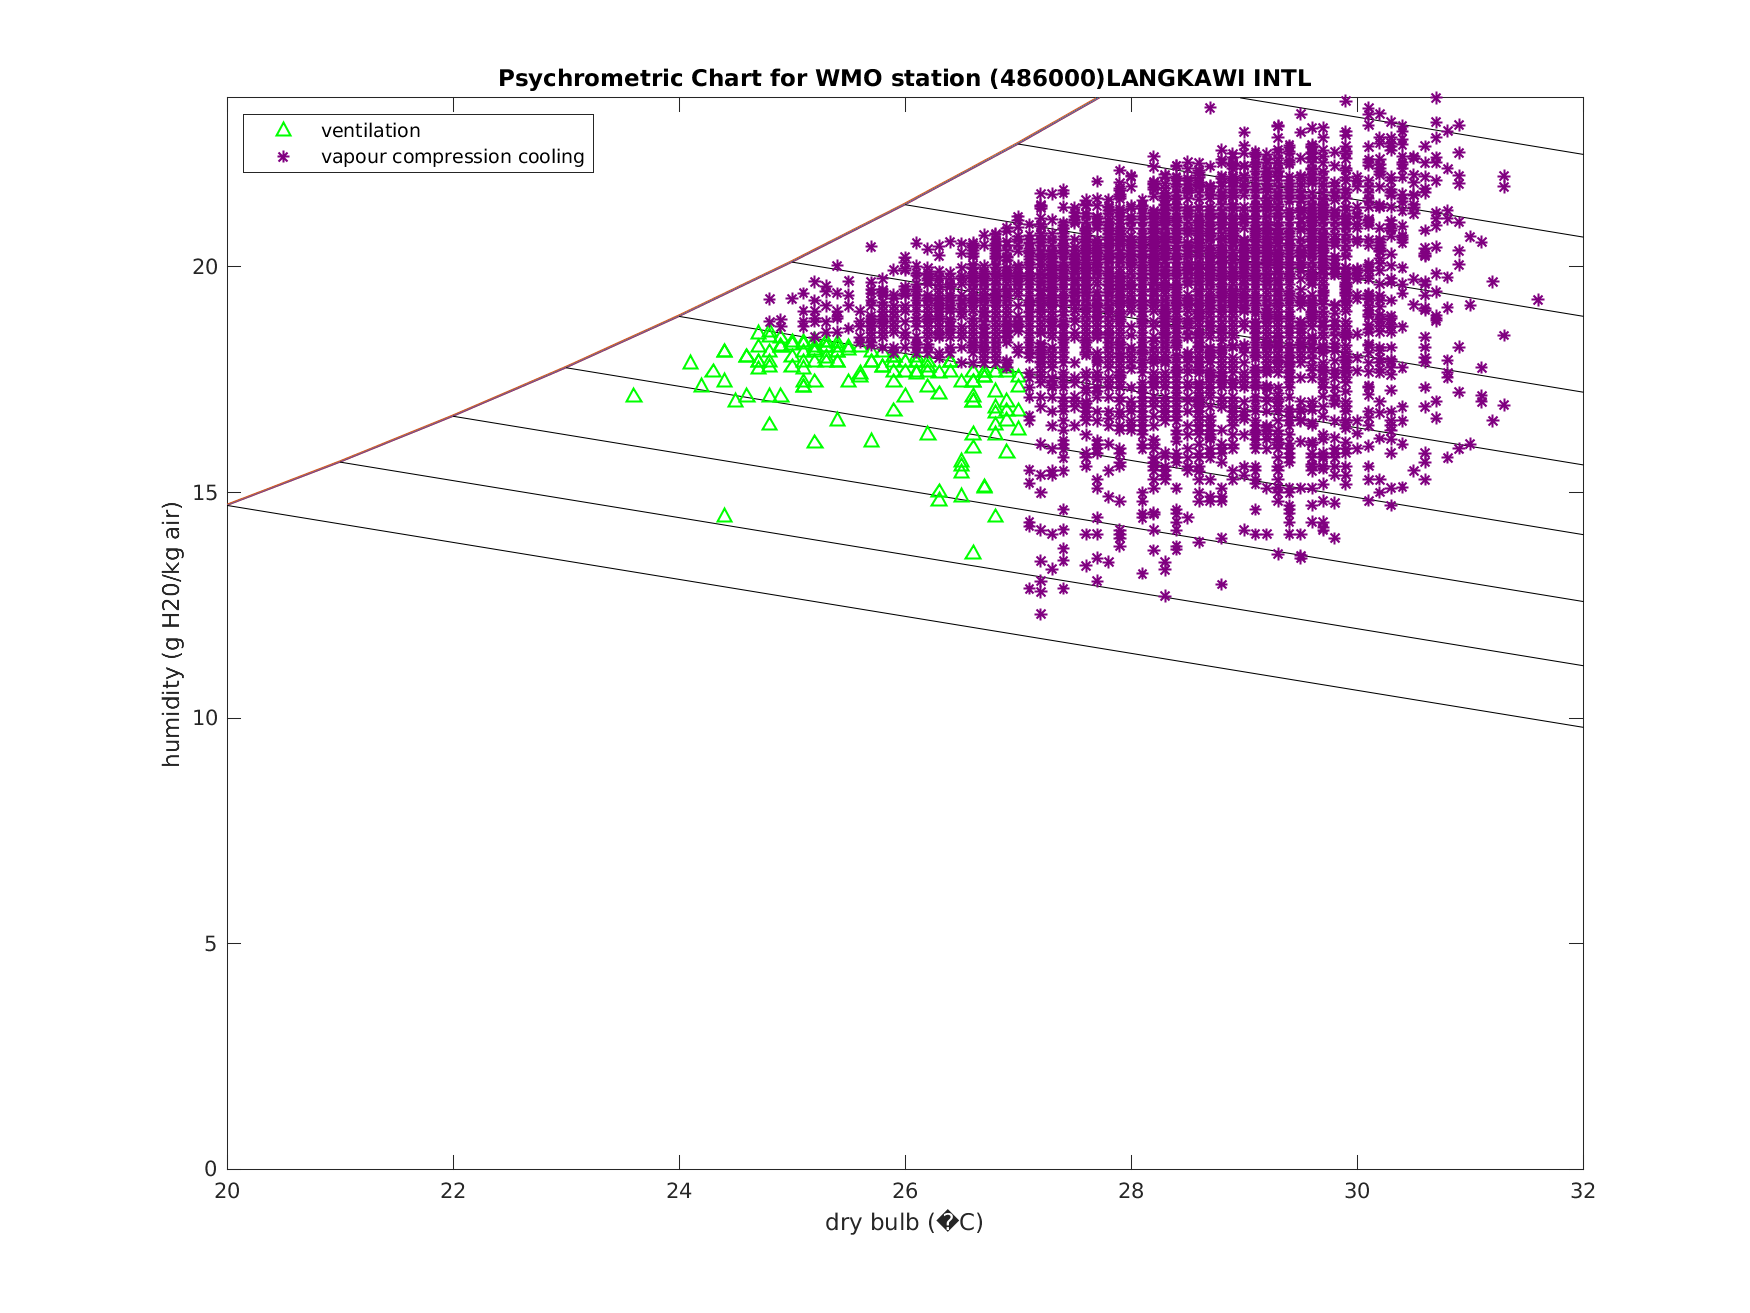 Psychrometric Chart for WMO station (486000)LANGKAWI INTL
ventilation
vapour compression cooling
humidity (g H20/kg air)
20
15
10
5
0
20 22 24 26 28 30 32
dry bulb (�C)